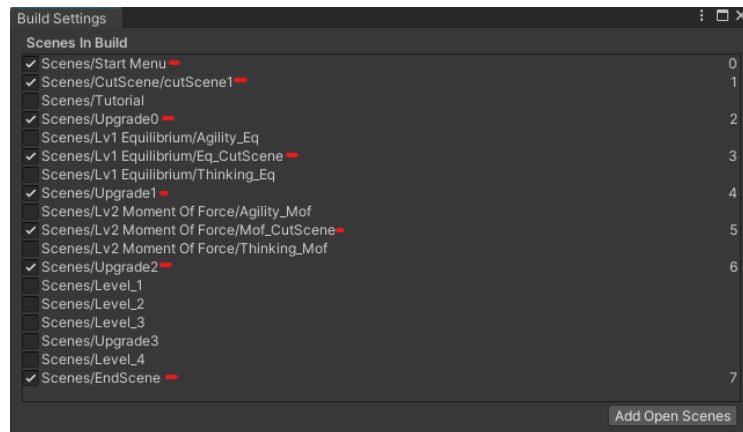 Build Settings
Scenes In Build
Scenes/Start Menu 0
Scenes/CutScene/cutScene1 1
Scenes/Tutorial
Scenes/Upgrade0 2
Scenes/Lv1 Equilibrium/Agility_Eq
Scenes/Lv1 Equilibrium/Eq_CutScene 3
Scenes/Lv1 Equilibrium/Thinking_Eq
Scenes/Upgrade1 4
Scenes/Lv2 Moment Of Force/Agility_Mof
Scenes/Lv2 Moment Of Force/Mof_CutScene 5
Scenes/Lv2 Moment Of Force/Thinking_Mof
Scenes/Upgrade2 6
Scenes/Level_1
Scenes/Level_2
Scenes/Level_3
Scenes/Upgrade3
Scenes/Level_4
Scenes/EndScene 7
Add Open Scenes